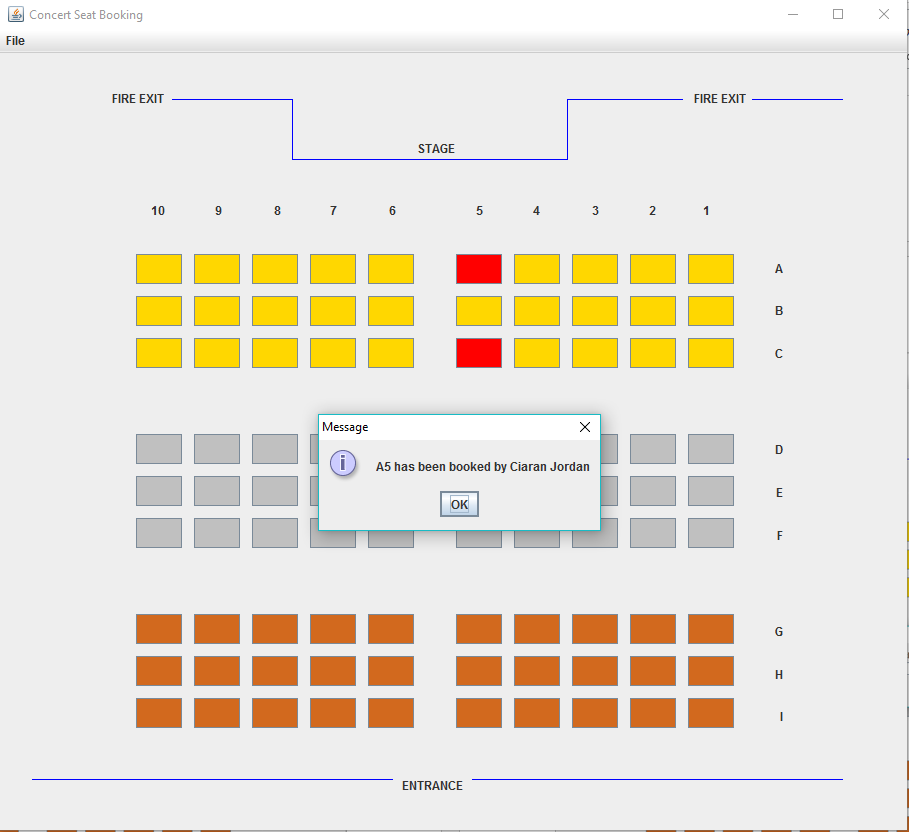 Concert Seat Booking
File
FIRE EXIT FIRE EXIT
STAGE
10 9 8 7 6 5 4 3 2 1
A
B
C
Message
D
i A5 has been booked by Ciaran Jordan
E
OK
F
G
H
I
ENTRANCE